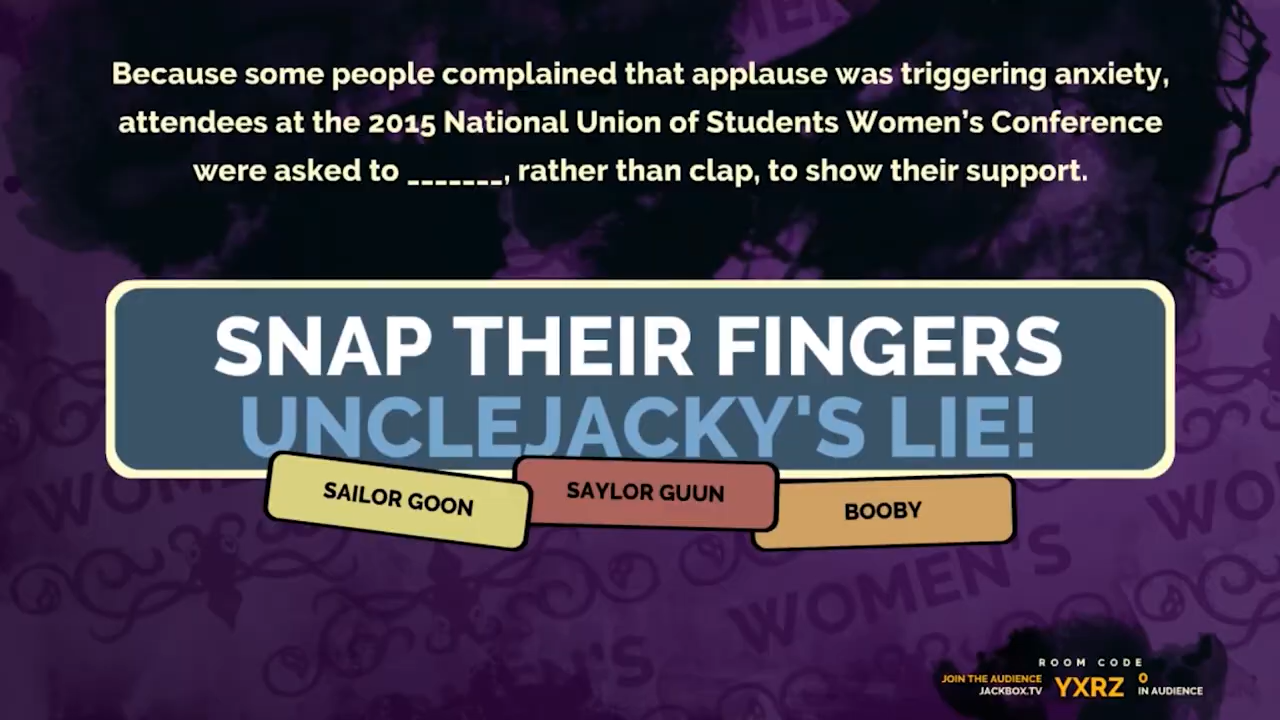 Because some people complained that applause was triggering anxiety,
attendees at the 2015 National Union of Students Women's Conference
were asked to _______, rather than clap, to show their support.
SNAP THEIR FINGERS
UNCLEJACKY'S LIE!
SAILOR GOON
SAYLOR GUUN
BOOBY
WOMEN'S
WOMEN'S
ROOM CODE
JOIN THE AUDIENCE
JACKBOX.TV
YXRZ
0
IN AUDIENCE